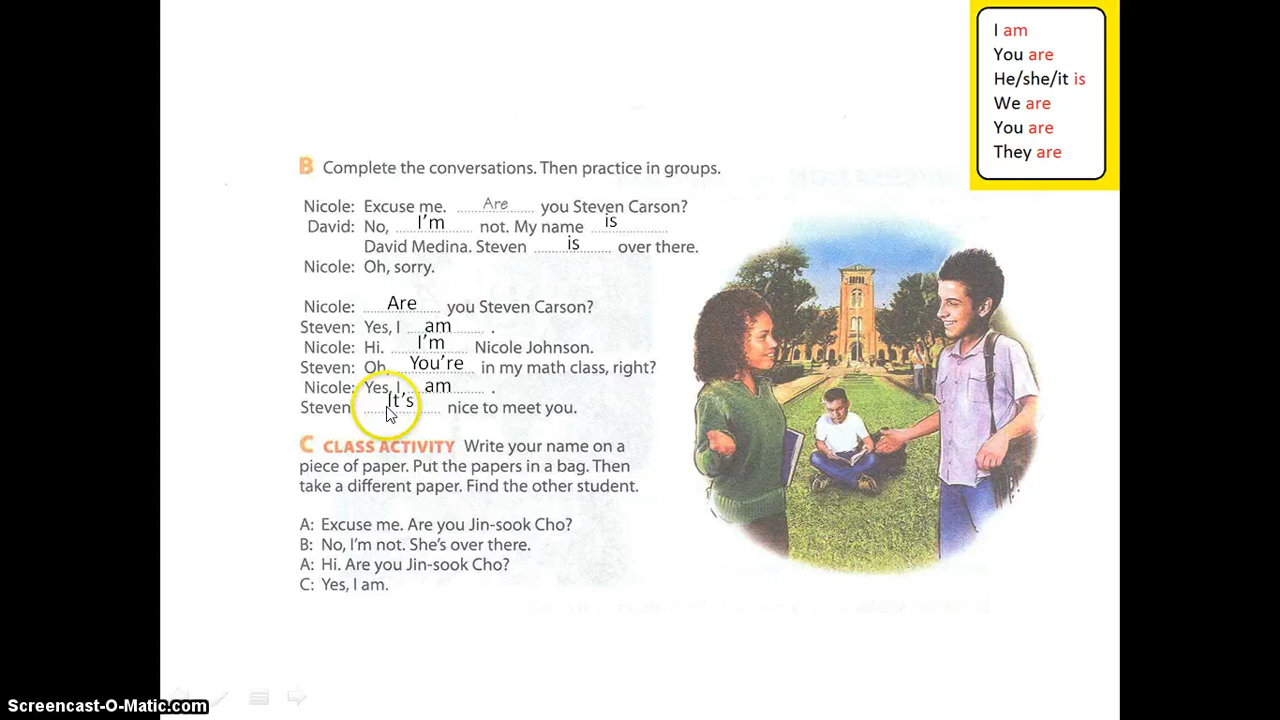 I am
You are
He/she/it is
We are
You are
They are
B Complete the conversations. Then practice in groups.
Nicole: Excuse me. Are you Steven Carson?
David: No, I'm not. My name is
David Medina. Steven is over there.
Nicole: Oh, sorry.
Nicole: Are you Steven Carson?
Steven: Yes, I am .
Nicole: Hi. I'm Nicole Johnson.
Steven: Oh, You're in my math class, right?
Nicole: Yes, I am .
Steven: It's nice to meet you.
C CLASS ACTIVITY Write your name on a
piece of paper. Put the papers in a bag. Then
take a different paper. Find the other student.
A: Excuse me. Are you Jin-sook Cho?
B: No, I'm not. She's over there.
A: Hi. Are you Jin-sook Cho?
C: Yes, I am.
Screencast-O-Matic.com